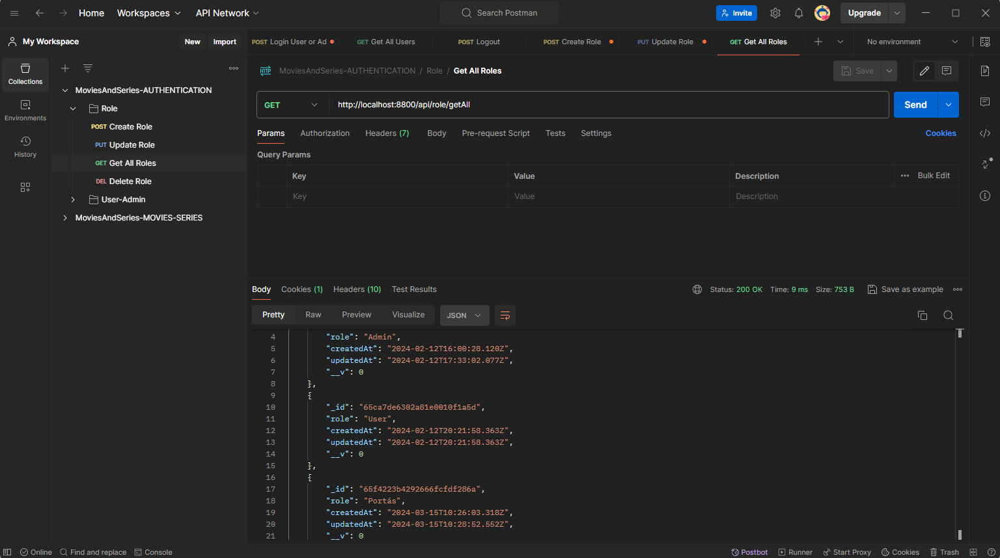 Home Workspaces API Network Search Postman Invite Upgrade
My Workspace New Import
POST Login User or Ad GET Get All Users POST Logout POST Create Role PUT Update Role GET Get All Roles No environment
Collections
Environments
History
MoviesAndSeries-AUTHENTICATION
Role
POST Create Role
PUT Update Role
GET Get All Roles
DEL Delete Role
User-Admin
MoviesAndSeries-MOVIES-SERIES
HTTP MoviesAndSeries-AUTHENTICATION / Role / Get All Roles Save
GET http://localhost:8800/api/role/getAll Send
Params Authorization Headers (7) Body Pre-request Script Tests Settings Cookies
Query Params
Key Value Description Bulk Edit
Key Value Description
Body Cookies (1) Headers (10) Test Results Status: 200 OK Time: 9 ms Size: 753 B Save as example
Pretty Raw Preview Visualize JSON
4 "role": "Admin",
5 "createdAt": "2024-02-12T16:00:28.120Z",
6 "updatedAt": "2024-02-12T17:33:02.077Z",
7 "__v": 0
8 },
9 {
10 "_id": "65ca7de6302a81e0010f1a5d",
11 "role": "User",
12 "createdAt": "2024-02-12T20:21:58.363Z",
13 "updatedAt": "2024-02-12T20:21:58.363Z",
14 "__v": 0
15 },
16 {
17 "_id": "65f4223b4292666fcfdf286a",
18 "role": "Portás",
19 "createdAt": "2024-03-15T10:26:03.318Z",
20 "updatedAt": "2024-03-15T10:28:52.552Z",
21 "__v": 0
Online Find and replace Console Postbot Runner Start Proxy Cookies Trash